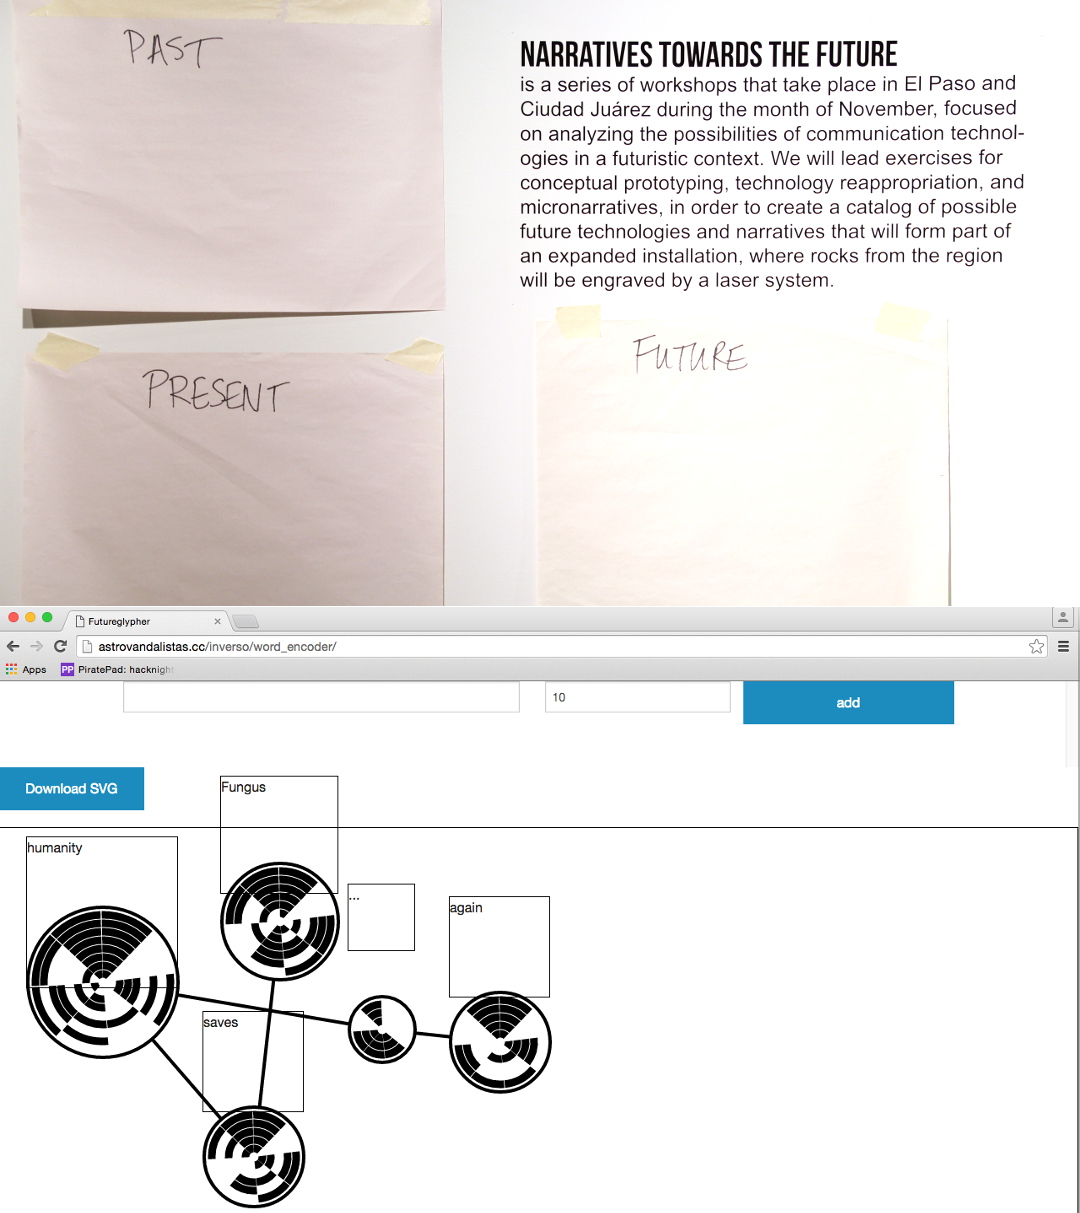 PAST
NARRATIVES TOWARDS THE FUTURE
is a series of workshops that take place in El Paso and
Ciudad Juárez during the month of November, focused
on analyzing the possibilities of communication technol-
ogies in a futuristic context. We will lead exercises for
conceptual prototyping, technology reappropriation, and
micronarratives, in order to create a catalog of possible
future technologies and narratives that will form part of
an expanded installation, where rocks from the region
will be engraved by a laser system.
PRESENT
FUTURE
Futureglypher
astrovandalistas.cc/inverso/word_encoder/
Apps
PP PiratePad: hacknight
10
add
Download SVG
Fungus
humanity
...
again
saves